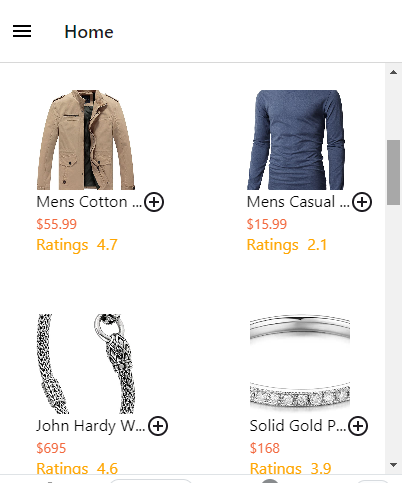 Home
Mens Cotton ...
$55.99
Ratings 4.7
Mens Casual ...
$15.99
Ratings 2.1
John Hardy W...
$695
Ratings 4.6
Solid Gold P...
$168
Ratings 3.9